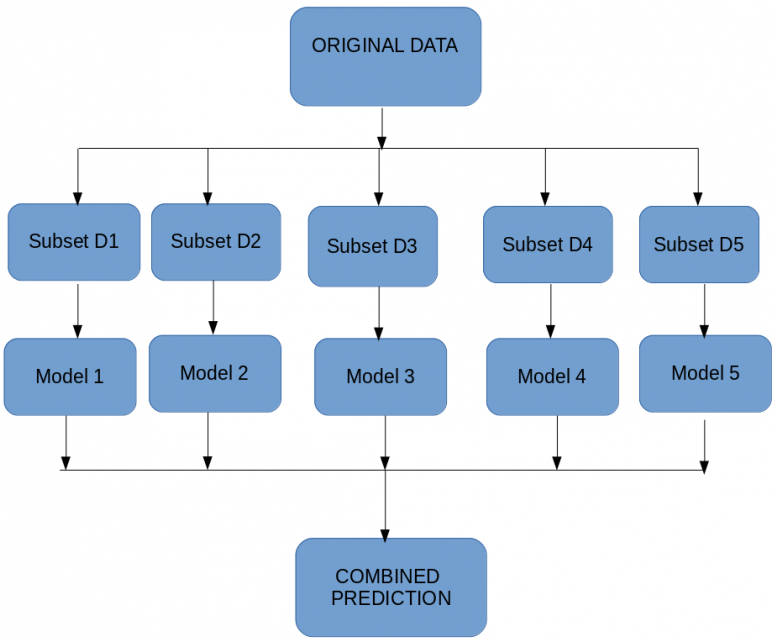 ORIGINAL DATA
Subset D1
Subset D2
Subset D3
Subset D4
Subset D5
Model 1
Model 2
Model 3
Model 4
Model 5
COMBINED
PREDICTION